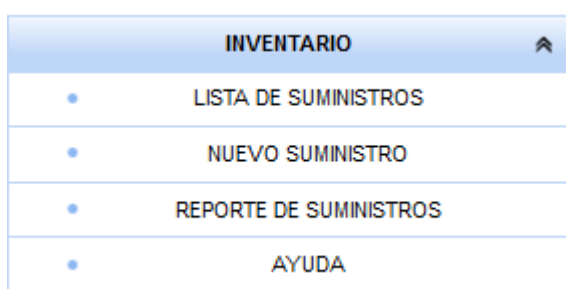 INVENTARIO
LISTA DE SUMINISTROS
NUEVO SUMINISTRO
REPORTE DE SUMINISTROS
AYUDA